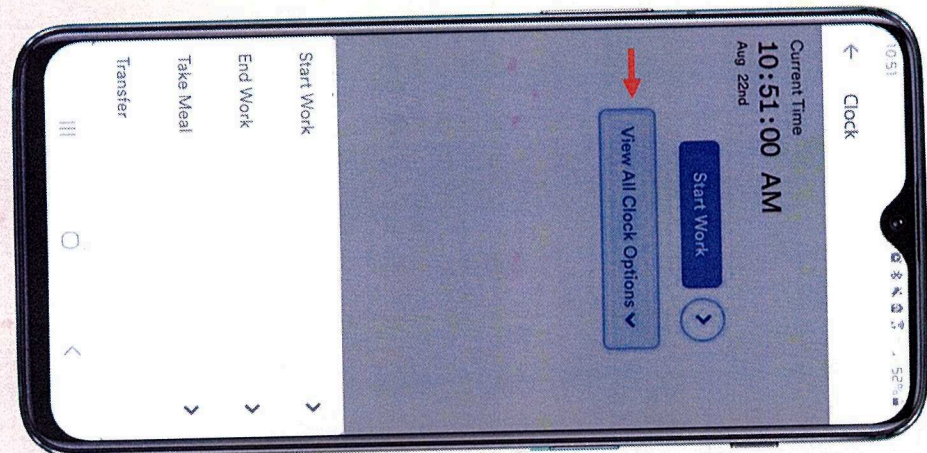 10:51
52%
← Clock
Current Time
10:51:00 AM
Aug 22nd
Start Work
View All Clock Options
Start Work
End Work
Take Meal
Transfer